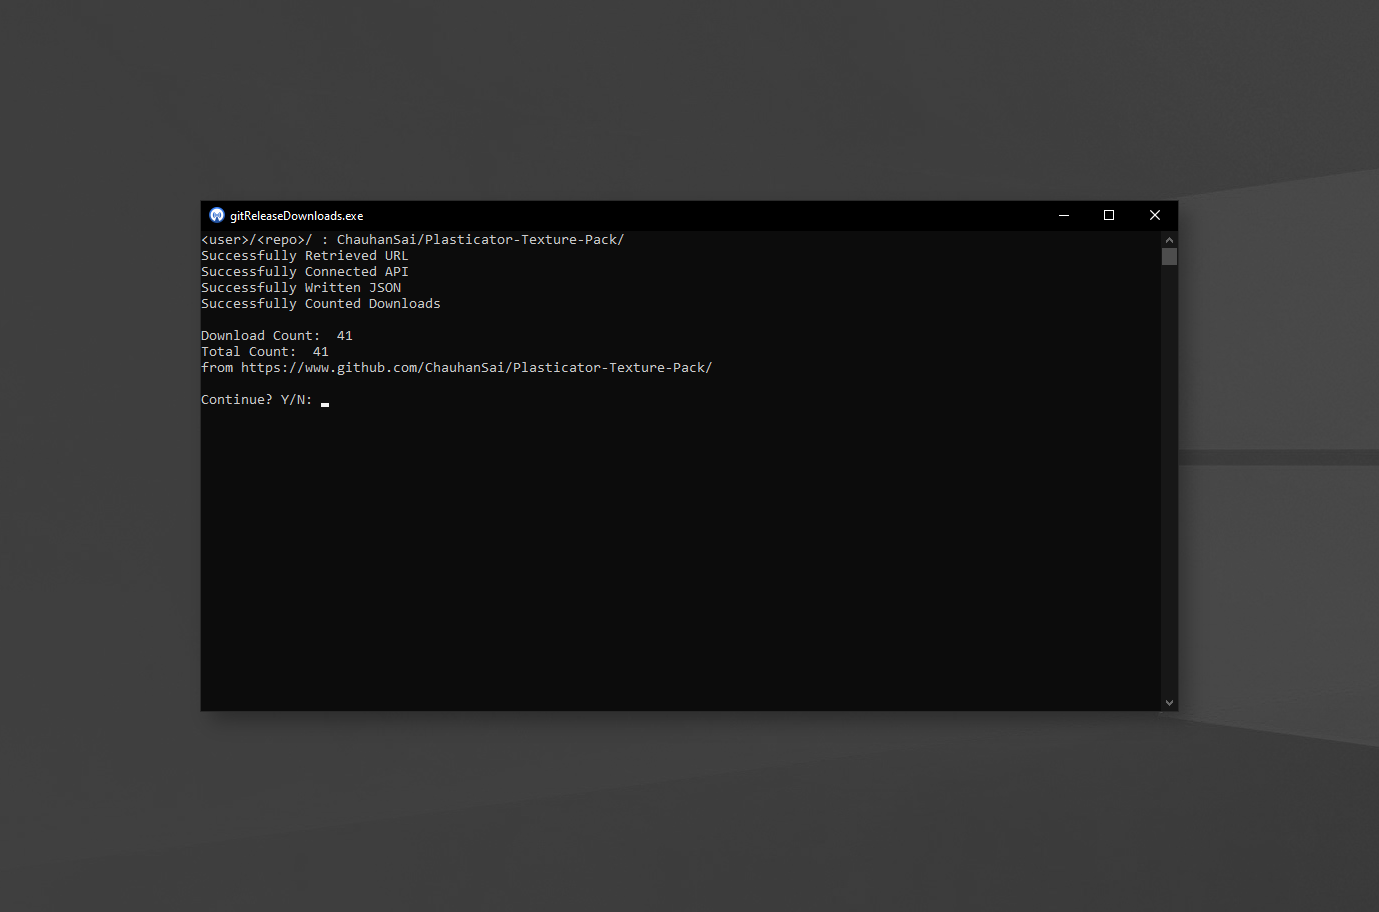 gitReleaseDownloads.exe
<user>/<repo>/ : ChauhanSai/Plasticator-Texture-Pack/
Successfully Retrieved URL
Successfully Connected API
Successfully Written JSON
Successfully Counted Downloads
Download Count:  41
Total Count:  41
from https://www.github.com/ChauhanSai/Plasticator-Texture-Pack/
Continue? Y/N: